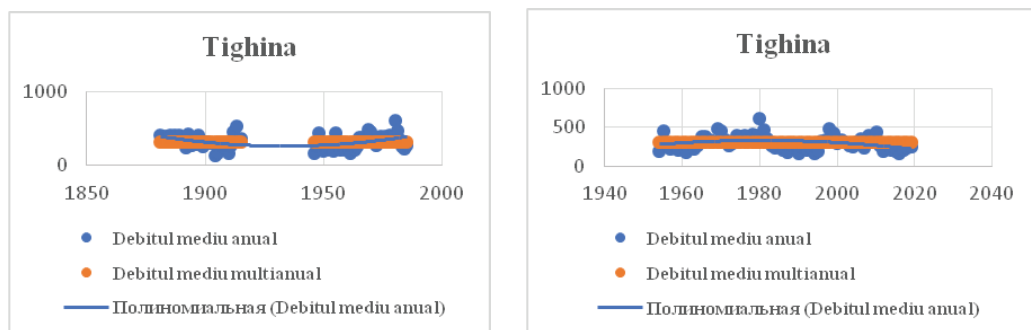 Tighina
1000
0
1850
1900
1950
2000
Debitul mediu anual
Debitul mediu multianual
Полиномиальная (Debitul mediu anual)
Tighina
1000
500
0
1940
1960
1980
2000
2020
2040
Debitul mediu anual
Debitul mediu multianual
Полиномиальная (Debitul mediu anual)